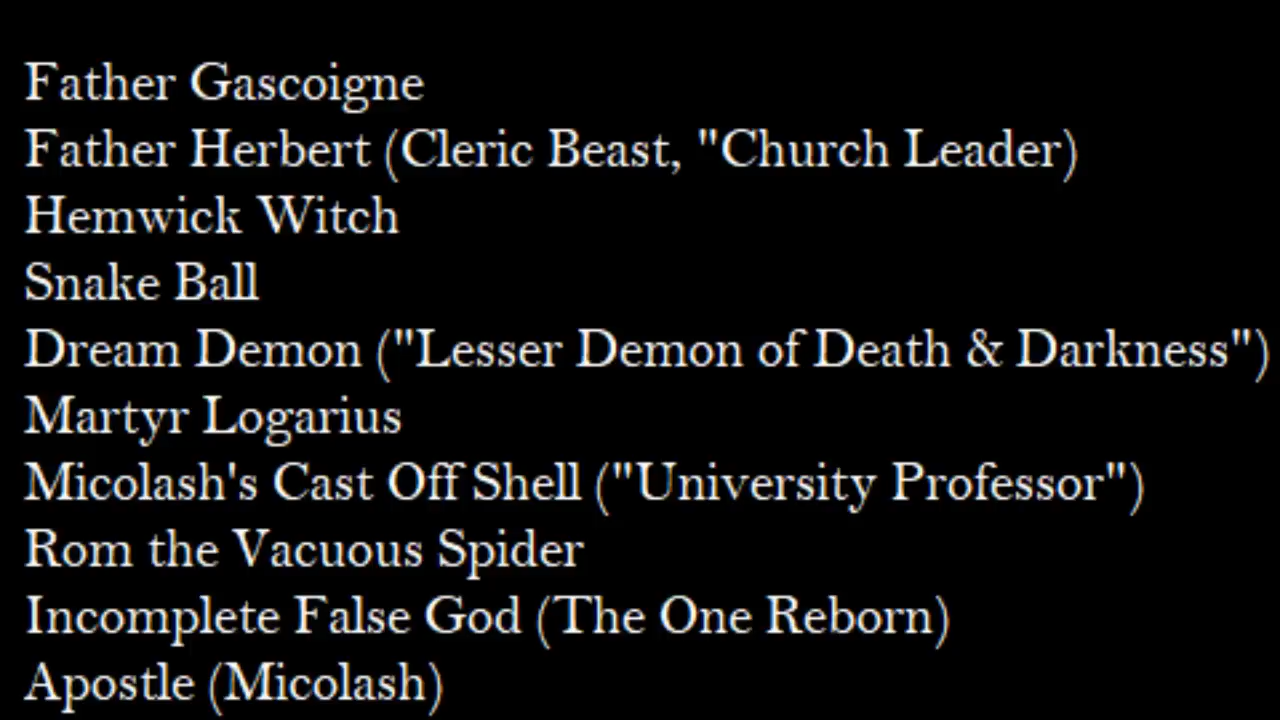 Father Gascoigne
Father Herbert (Cleric Beast, "Church Leader)
Hemwick Witch
Snake Ball
Dream Demon ("Lesser Demon of Death & Darkness")
Martyr Logarius
Micolash's Cast Off Shell ("University Professor")
Rom the Vacuous Spider
Incomplete False God (The One Reborn)
Apostle (Micolash)